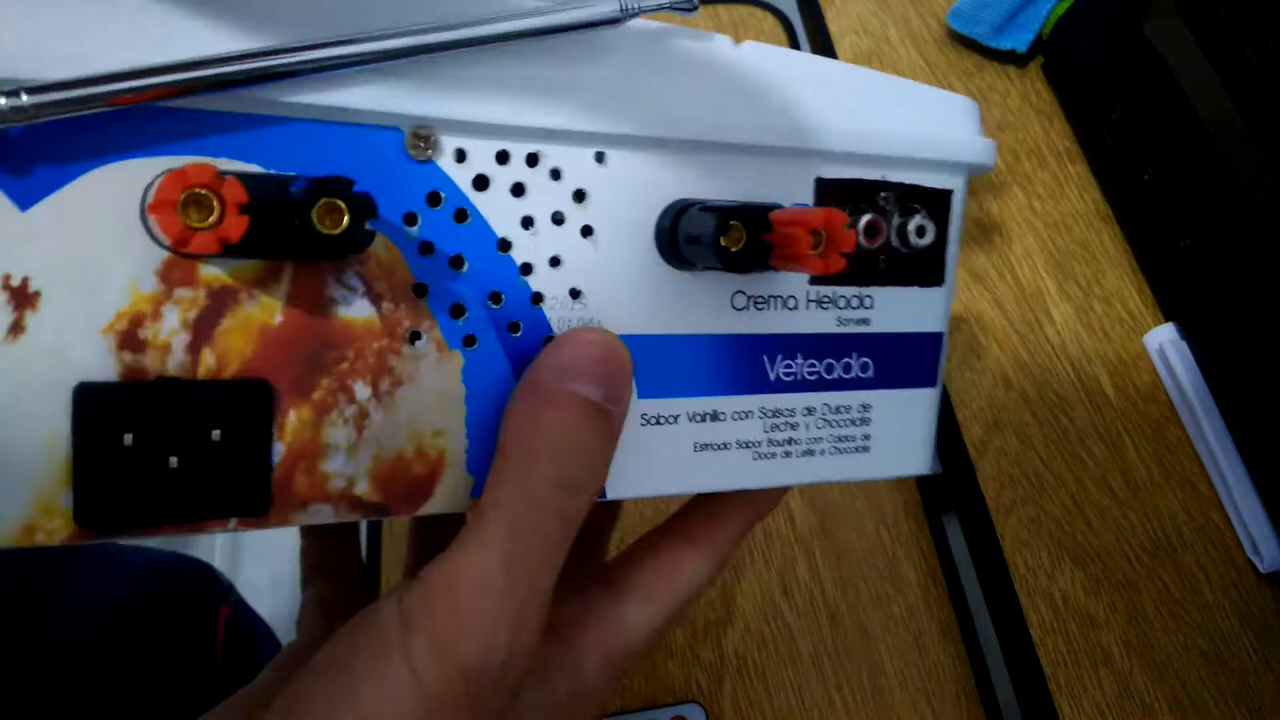 Crema Helada
Sorvete
Veteada
Sabor Vainilla con Salsas de Dulce de
Leche y Chocolate
Estriado Sabor Baunilha com Caldas de
Doce de Leite e Chocolate